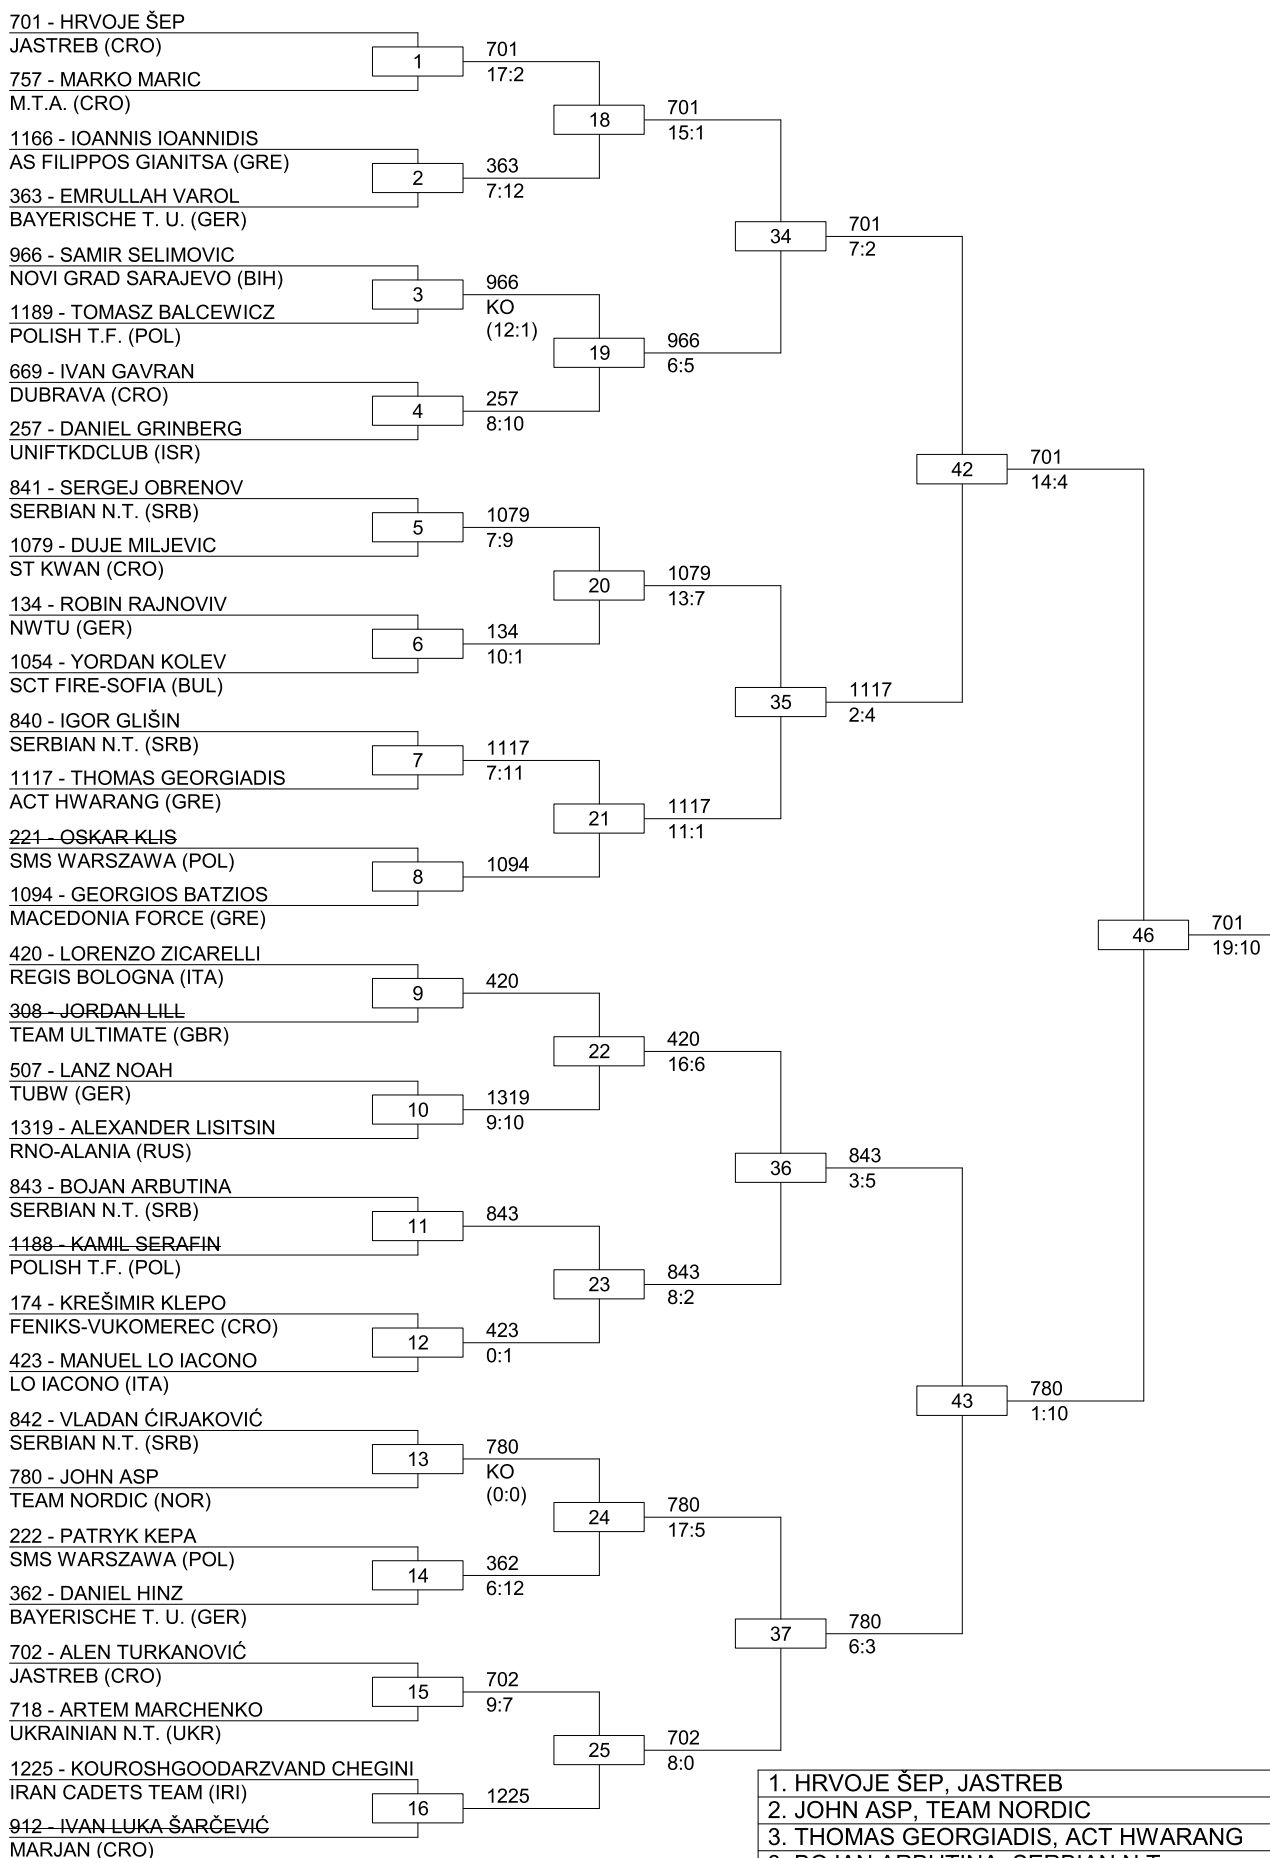 701 - HRVOJE ŠEP
JASTREB (CRO)
757 - MARKO MARIC
M.T.A. (CRO)
1
701
17:2
1166 - IOANNIS IOANNIDIS
AS FILIPPOS GIANITSA (GRE)
363 - EMRULLAH VAROL
BAYERISCHE T. U. (GER)
2
363
7:12
18
701
15:1
966 - SAMIR SELIMOVIC
NOVI GRAD SARAJEVO (BIH)
1189 - TOMASZ BALCEWICZ
POLISH T.F. (POL)
3
966
KO
(12:1)
669 - IVAN GAVRAN
DUBRAVA (CRO)
257 - DANIEL GRINBERG
UNIFTKDCLUB (ISR)
4
257
8:10
19
966
6:5
34
701
7:2
841 - SERGEJ OBRENOV
SERBIAN N.T. (SRB)
1079 - DUJE MILJEVIC
ST KWAN (CRO)
5
1079
7:9
134 - ROBIN RAJNOVIV
NWTU (GER)
1054 - YORDAN KOLEV
SCT FIRE-SOFIA (BUL)
6
134
10:1
20
1079
13:7
840 - IGOR GLIŠIN
SERBIAN N.T. (SRB)
1117 - THOMAS GEORGIADIS
ACT HWARANG (GRE)
7
1117
7:11
221 - OSKAR KLIS
SMS WARSZAWA (POL)
1094 - GEORGIOS BATZIOS
MACEDONIA FORCE (GRE)
8
1094
21
1117
11:1
35
1117
2:4
42
701
14:4
420 - LORENZO ZICARELLI
REGIS BOLOGNA (ITA)
308 - JORDAN LILL
TEAM ULTIMATE (GBR)
9
420
507 - LANZ NOAH
TUBW (GER)
1319 - ALEXANDER LISITSIN
RNO-ALANIA (RUS)
10
1319
9:10
22
420
16:6
843 - BOJAN ARBUTINA
SERBIAN N.T. (SRB)
1188 - KAMIL SERAFIN
POLISH T.F. (POL)
11
843
174 - KREŠIMIR KLEPO
FENIKS-VUKOMEREC (CRO)
423 - MANUEL LO IACONO
LO IACONO (ITA)
12
423
0:1
23
843
8:2
36
843
3:5
842 - VLADAN ĆIRJAKOVIĆ
SERBIAN N.T. (SRB)
780 - JOHN ASP
TEAM NORDIC (NOR)
13
780
KO
(0:0)
222 - PATRYK KEPA
SMS WARSZAWA (POL)
362 - DANIEL HINZ
BAYERISCHE T. U. (GER)
14
362
6:12
24
780
17:5
702 - ALEN TURKANOVIĆ
JASTREB (CRO)
718 - ARTEM MARCHENKO
UKRAINIAN N.T. (UKR)
15
702
9:7
1225 - KOUROSHGOODARZVAND CHEGINI
IRAN CADETS TEAM (IRI)
912 - IVAN LUKA ŠARČEVIĆ
MARJAN (CRO)
16
1225
25
702
8:0
37
780
6:3
43
780
1:10
46
701
19:10
1. HRVOJE ŠEP, JASTREB
2. JOHN ASP, TEAM NORDIC
3. THOMAS GEORGIADIS, ACT HWARANG
BOJAN ARBUTINA, SERBIAN N.T.